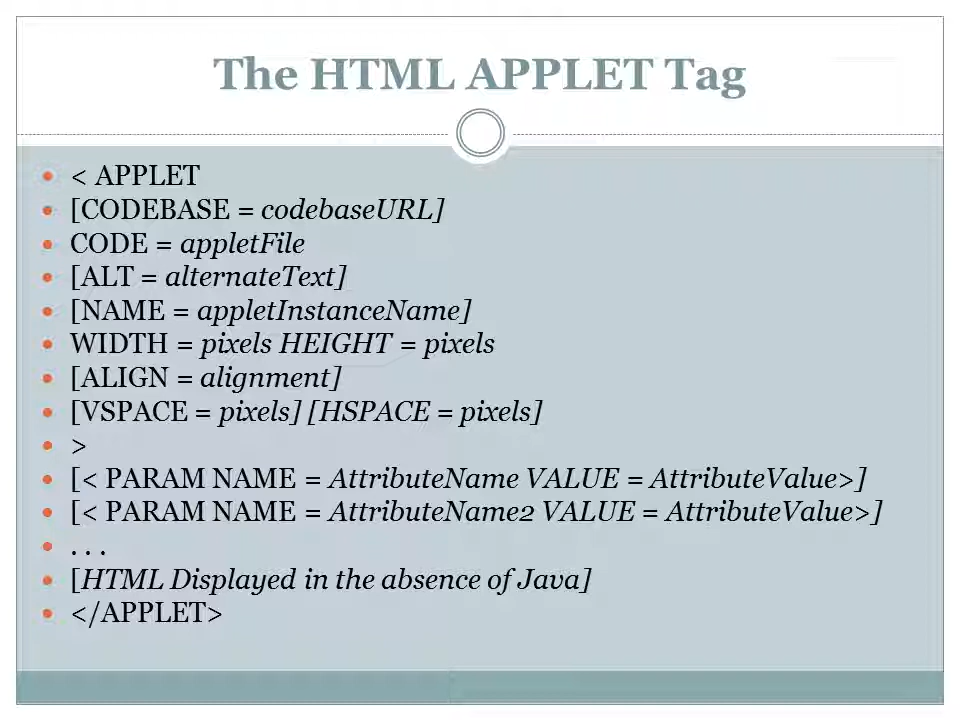 The HTML APPLET Tag
• < APPLET
• [CODEBASE = codebaseURL]
• CODE = appletFile
• [ALT = alternateText]
• [NAME = appletInstanceName]
• WIDTH = pixels HEIGHT = pixels
• [ALIGN = alignment]
• [VSPACE = pixels] [HSPACE = pixels]
• >
• [< PARAM NAME = AttributeName VALUE = AttributeValue>]
• [< PARAM NAME = AttributeName2 VALUE = AttributeValue>]
• . . .
• [HTML Displayed in the absence of Java]
• </APPLET>